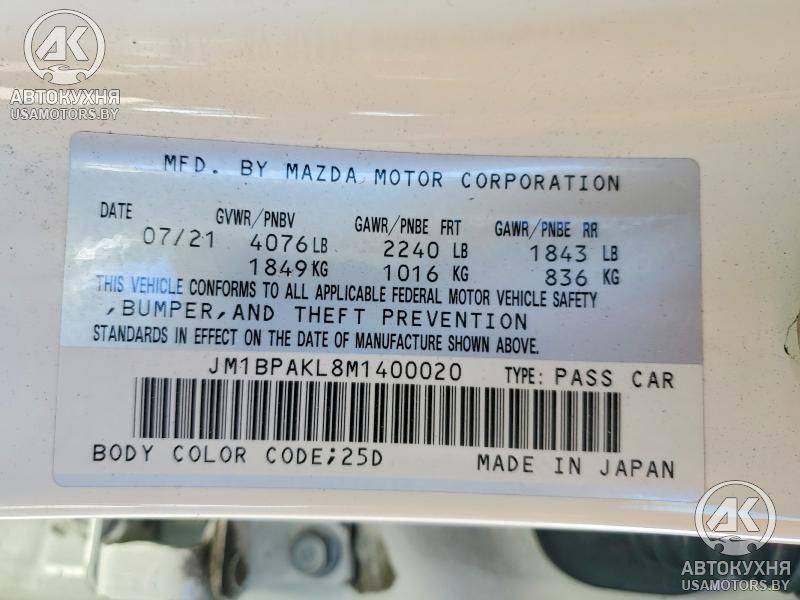 АК
АВТОКУХНЯ
USAMOTORS.BY
MFD. BY MAZDA MOTOR CORPORATION
DATE GVWR/PNBV GAWR/PNBE FRT GAWR/PNBE RR
07/21 4076 LB 2240 LB 1843 LB
1849 KG 1016 KG 836 KG
THIS VEHICLE CONFORMS TO ALL APPLICABLE FEDERAL MOTOR VEHICLE SAFETY
,BUMPER,AND THEFT PREVENTION
STANDARDS IN EFFECT ON THE DATE OF MANUFACTURE SHOWN ABOVE.
JM1BPAKL8M1400020 TYPE: PASS CAR
BODY COLOR CODE;25D MADE IN JAPAN
АК
АВТОКУХНЯ
USAMOTORS.BY